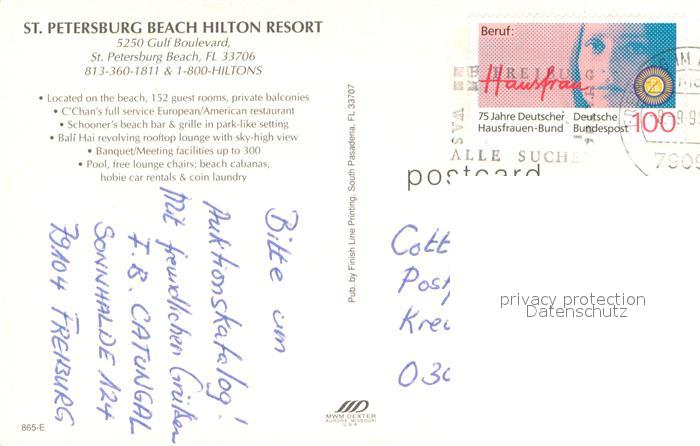 ST. PETERSBURG BEACH HILTON RESORT
5250 Gulf Boulevard,
St. Petersburg Beach, FL 33706
813-360-1811 & 1-800-HILTONS
• Located on the beach, 152 guest rooms, private balconies
• C'Chan's full service European/American restaurant
• Schooner's beach bar & grille in park-like setting
• Bali Hai revolving rooftop lounge with sky-high view
• Banquet/Meeting facilities up to 300
• Pool, free lounge chairs; beach cabanas;
hobie car rentals & coin laundry
Bitte um
Auktionskatalog!
Mit freundlichen Grüßen
F.B. CATUNGAL
SONNHALDE 124
79104 FREIBURG
865-E
Pub. by Finish Line Printing; South Pasadena, FL 33707
MWM DEXTER
AURORA, MISSOURI
U.S.A.
Beruf:
Hausfrau
75 Jahre Deutscher
Hausfrauen-Bund
Deutsche
Bundespost
100
FREIBURG
WAS
ALLE SUCHE
7909
postcard
Cott
Post
Kreu
030
privacy protection
Datenschutz